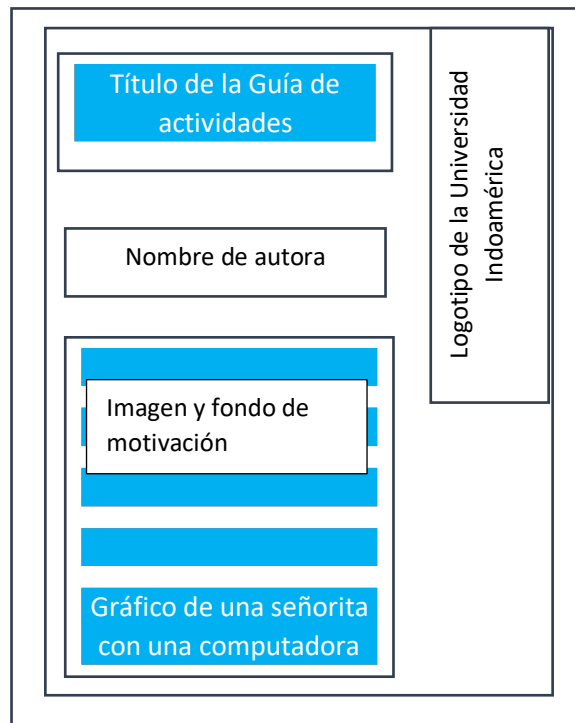 Título de la Guía de
actividades
Logotipo de la Universidad
Indoamérica
Nombre de autora
Imagen y fondo de
motivación
Gráfico de una señorita
con una computadora